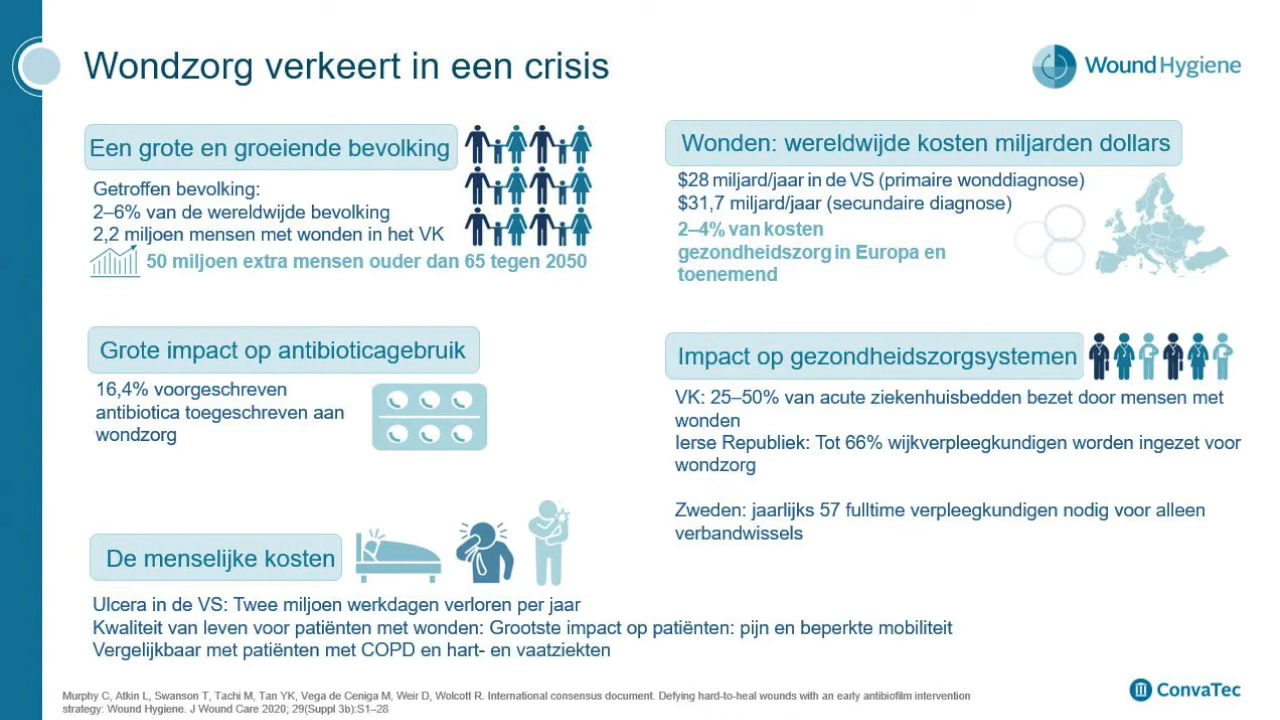 Wondzorg verkeert in een crisis
WoundHygiene
Een grote en groeiende bevolking
Getroffen bevolking:
2–6% van de wereldwijde bevolking
2,2 miljoen mensen met wonden in het VK
50 miljoen extra mensen ouder dan 65 tegen 2050
Wonden: wereldwijde kosten miljarden dollars
$28 miljard/jaar in de VS (primaire wonddiagnose)
$31,7 miljard/jaar (secundaire diagnose)
2–4% van kosten
gezondheidszorg in Europa en
toenemend
Grote impact op antibioticagebruik
16,4% voorgeschreven
antibiotica toegeschreven aan
wondzorg
Impact op gezondheidszorgsystemen
VK: 25–50% van acute ziekenhuisbedden bezet door mensen met
wonden
Ierse Republiek: Tot 66% wijkverpleegkundigen worden ingezet voor
wondzorg
Zweden: jaarlijks 57 fulltime verpleegkundigen nodig voor alleen
verbandwissels
De menselijke kosten
Ulcera in de VS: Twee miljoen werkdagen verloren per jaar
Kwaliteit van leven voor patiënten met wonden: Grootste impact op patiënten: pijn en beperkte mobiliteit
Vergelijkbaar met patiënten met COPD en hart- en vaatziekten
Murphy C, Atkin L, Swanson T, Tachi M, Tan YK, Vega de Ceniga M, Weir D, Wolcott R. International consensus document. Defying hard-to-heal wounds with an early antibiofilm intervention
strategy: Wound Hygiene. J Wound Care 2020; 29(Suppl 3b):S1–28
ConvaTec